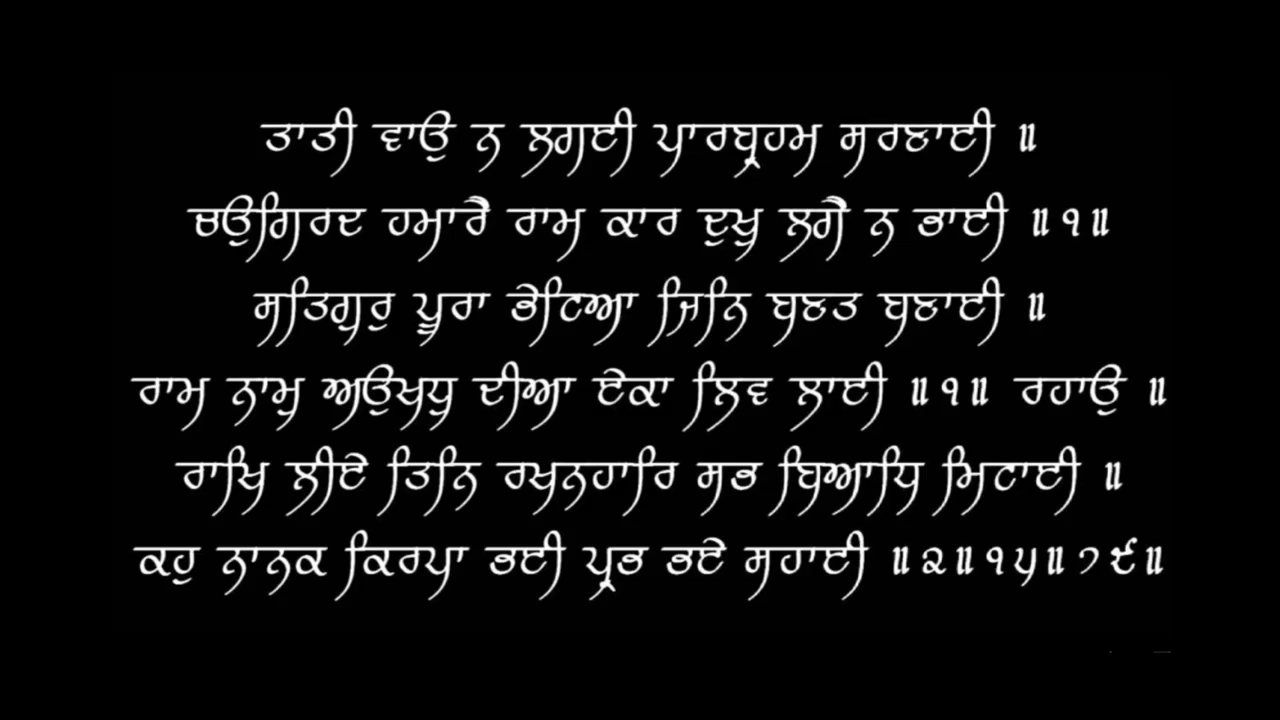 ਤਾਤੀ ਵਾਉ ਨ ਲਗਈ ਪਾਰਬ੍ਰਹਮ ਸਰਣਾਈ ॥
ਚਉਗਿਰਦ ਹਮਾਰੈ ਰਾਮ ਕਾਰ ਦੁਖੁ ਲਗੈ ਨ ਭਾਈ ॥੧॥
ਸਤਿਗੁਰੁ ਪੂਰਾ ਭੇਟਿਆ ਜਿਨਿ ਬਣਤ ਬਣਾਈ ॥
ਰਾਮ ਨਾਮੁ ਅਉਖਧੁ ਦੀਆ ਏਕਾ ਲਿਵ ਲਾਈ ॥੧॥ ਰਹਾਉ ॥
ਰਾਖਿ ਲੀਏ ਤਿਨਿ ਰਖਨਹਾਰਿ ਸਭ ਬਿਆਧਿ ਮਿਟਾਈ ॥
ਕਹੁ ਨਾਨਕ ਕਿਰਪਾ ਭਈ ਪ੍ਰਭ ਭਏ ਸਹਾਈ ॥੨॥੧੫॥੭੯॥